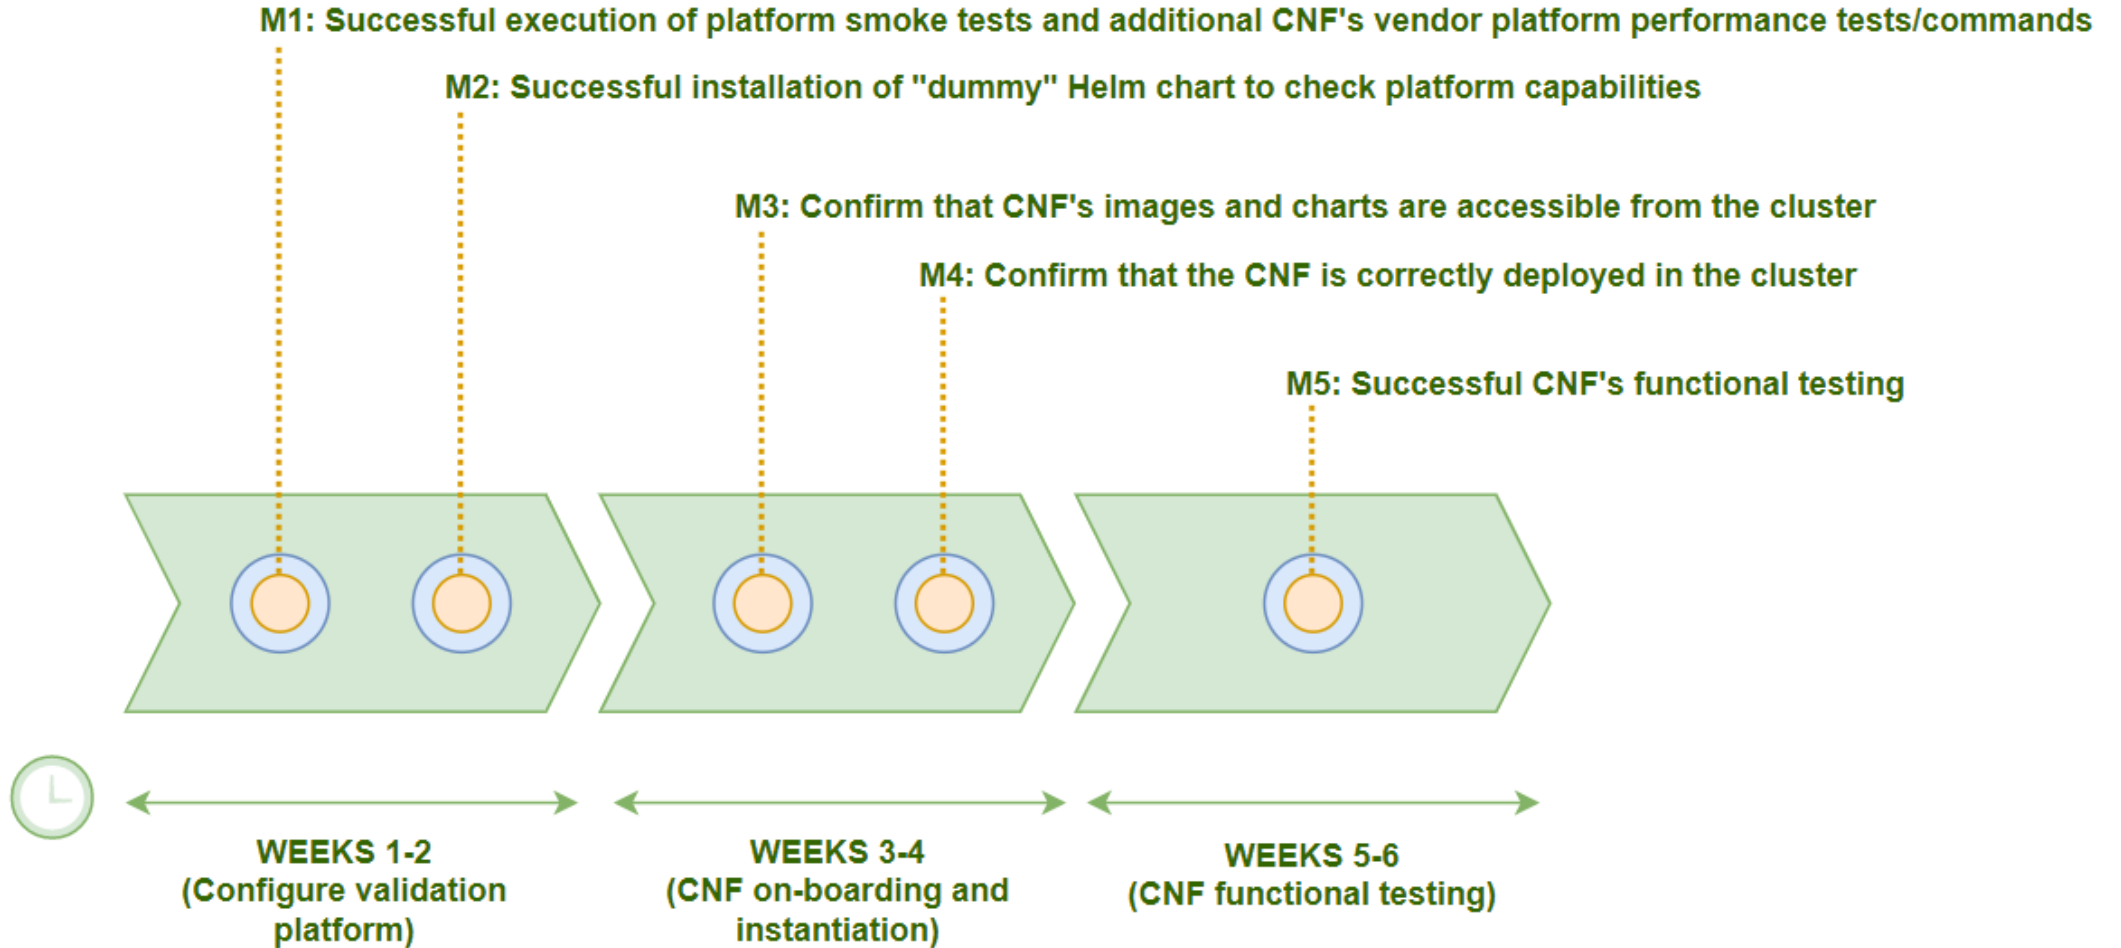 M1: Successful execution of platform smoke tests and additional CNF's vendor platform performance tests/commands
M2: Successful installation of "dummy" Helm chart to check platform capabilities
M3: Confirm that CNF's images and charts are accessible from the cluster
M4: Confirm that the CNF is correctly deployed in the cluster
M5: Successful CNF's functional testing
WEEKS 1-2
(Configure validation
platform)
WEEKS 3-4
(CNF on-boarding and
instantiation)
WEEKS 5-6
(CNF functional testing)